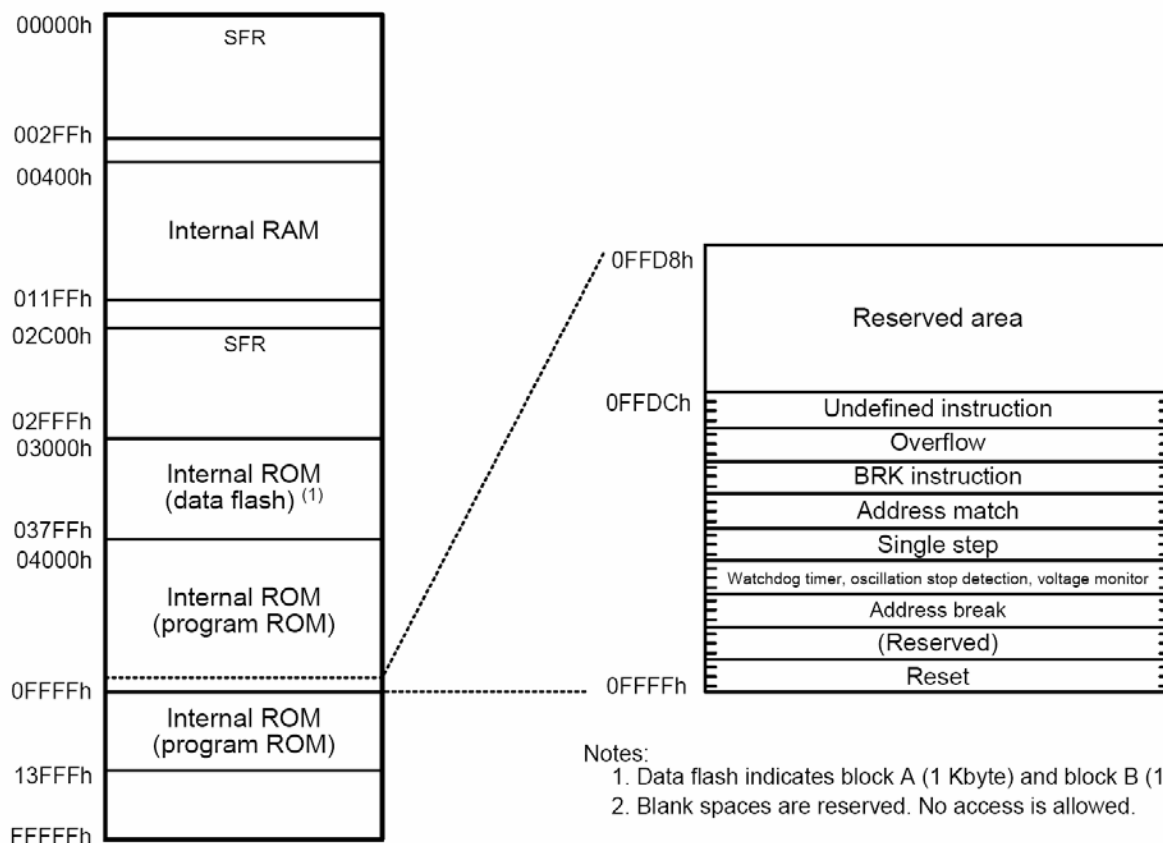 00000h
SFR
002FFh
00400h
Internal RAM
011FFh
02C00h
SFR
02FFFh
03000h
Internal ROM
(data flash) (1)
037FFh
04000h
Internal ROM
(program ROM)
0FFFFh
Internal ROM
(program ROM)
13FFFh
FFFFFh
0FFD8h
Reserved area
0FFDCh
Undefined instruction
Overflow
BRK instruction
Address match
Single step
Watchdog timer, oscillation stop detection, voltage monitor
Address break
(Reserved)
Reset
0FFFFh
Notes:
1. Data flash indicates block A (1 Kbyte) and block B (1
2. Blank spaces are reserved. No access is allowed.